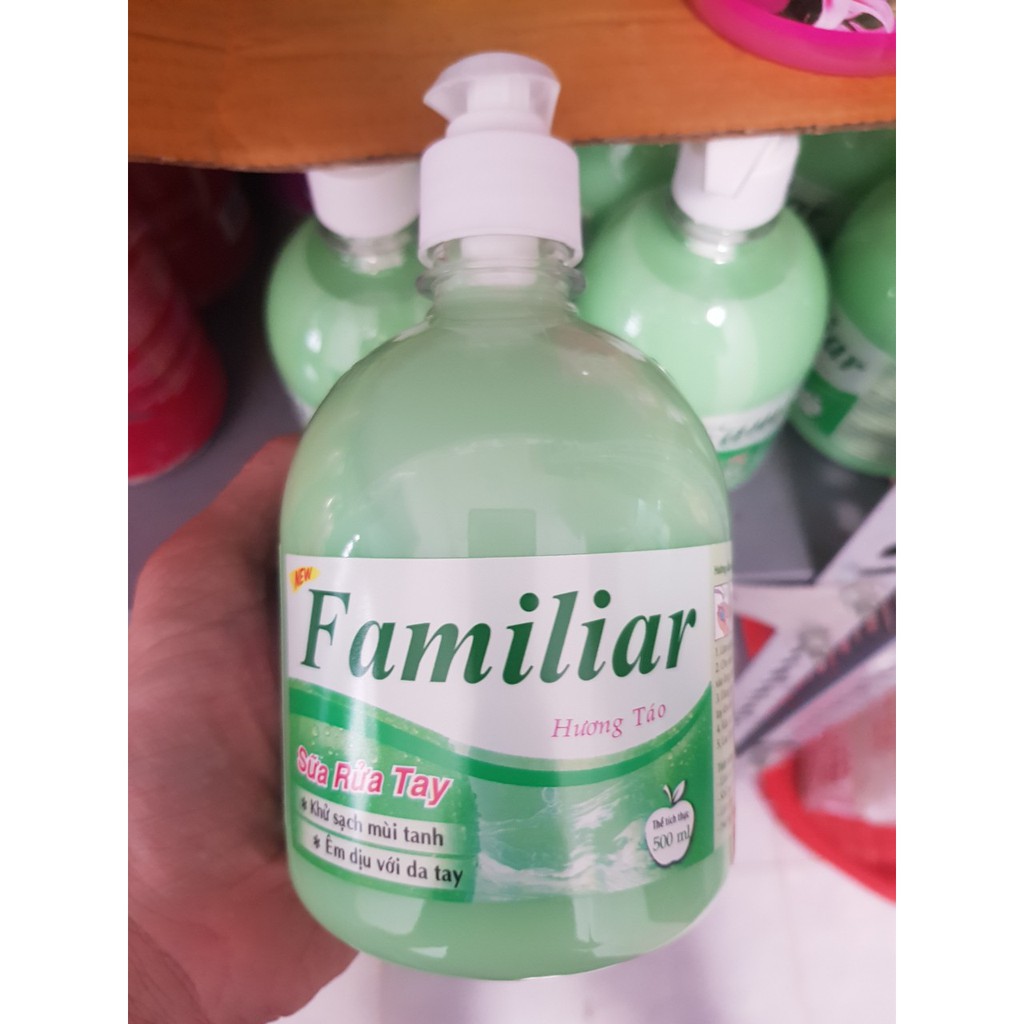 NEW
Familiar
Hương Táo
Sữa Rửa Tay
* Khử sạch mùi tanh
* Êm dịu với da tay
Thể tích thực
500 ml